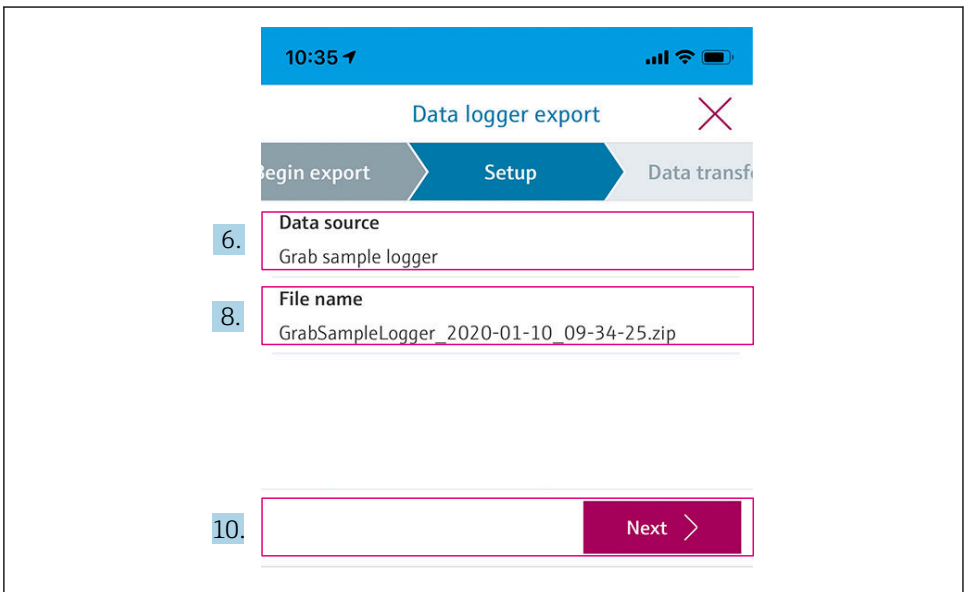 10:35
Data logger export
egin export
Setup
Data transf
6.
Data source
Grab sample logger
8.
File name
GrabSampleLogger_2020-01-10_09-34-25.zip
10.
Next